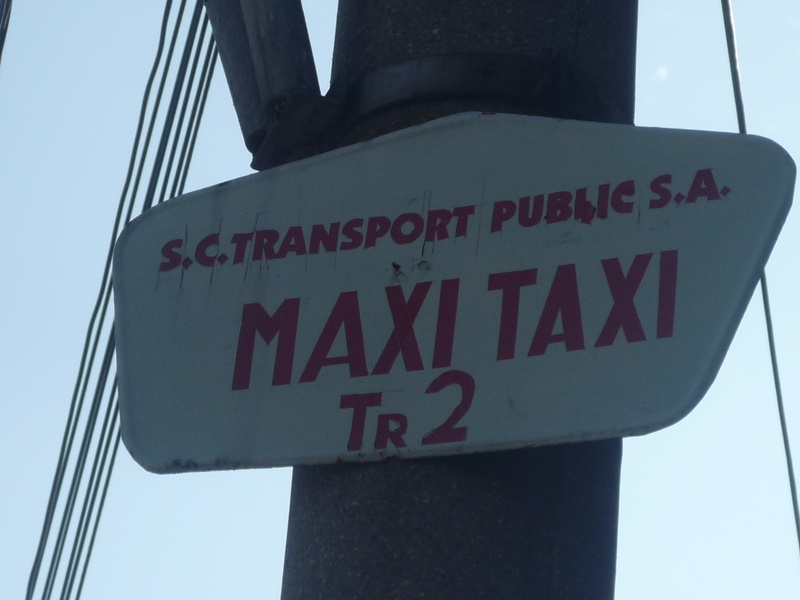 S.C.TRANSPORT PUBLIC S.A.
MAXI TAXI
TR 2